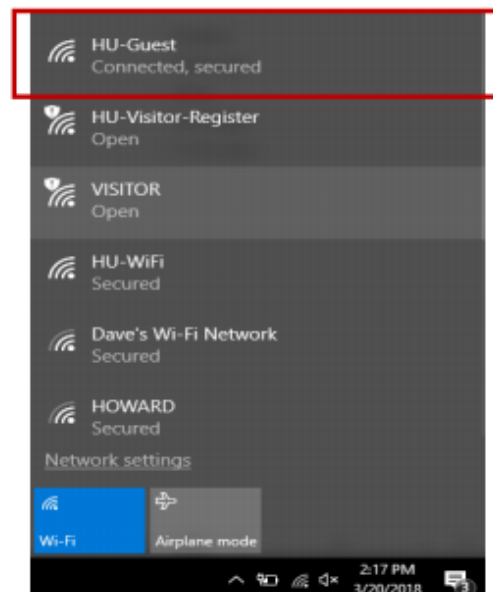 HU-Guest
Connected, secured
HU-Visitor-Register
Open
VISITOR
Open
HU-WiFi
Secured
Dave's Wi-Fi Network
Secured
HOWARD
Secured
Network settings
Wi-Fi
Airplane mode
2:17 PM
3/20/2018
3